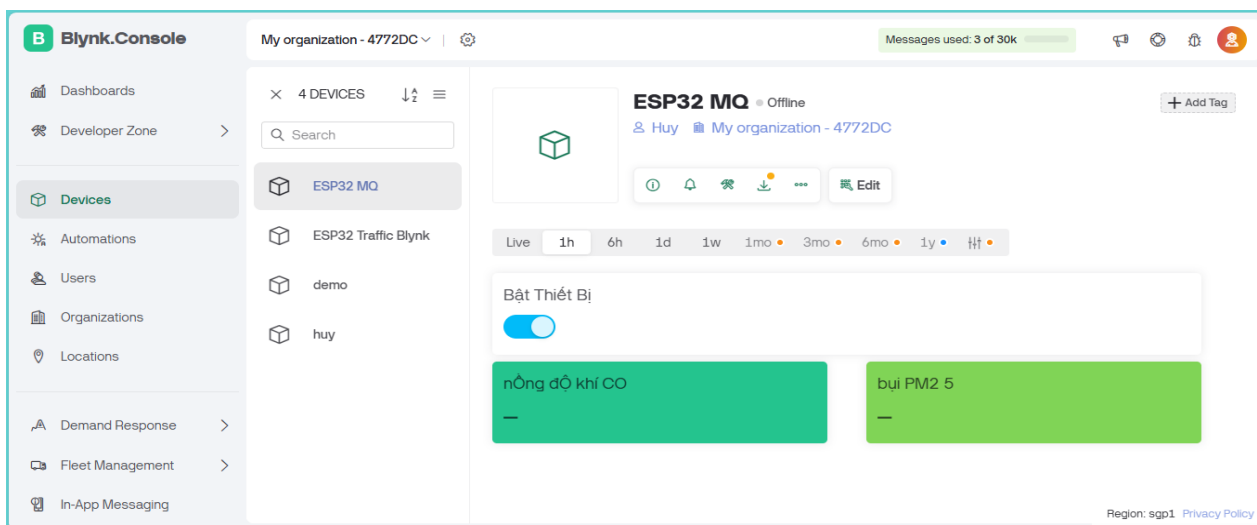 B Blynk.Console
My organization - 4772DC
Messages used: 3 of 30k
Dashboards
Developer Zone
Devices
Automations
Users
Organizations
Locations
Demand Response
Fleet Management
In-App Messaging
4 DEVICES
Search
ESP32 MQ
ESP32 Traffic Blynk
demo
huy
ESP32 MQ Offline
Huy My organization - 4772DC
+ Add Tag
Edit
Live 1h 6h 1d 1w 1mo 3mo 6mo 1y
Bật Thiết Bị
nỒng độ khí CO
—
bụi PM2 5
—
Region: sgp1 Privacy Policy